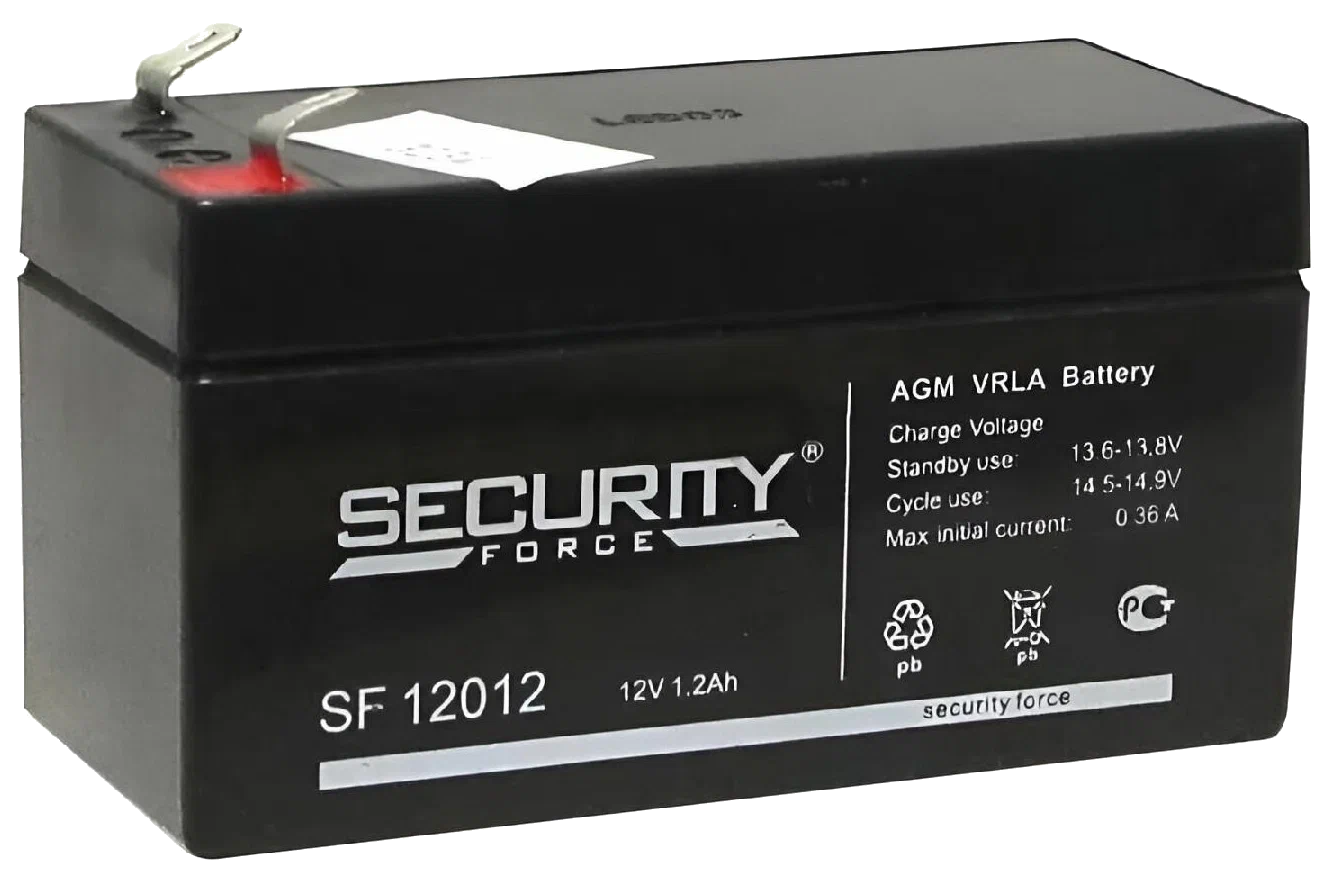 SECURITY®
FORCE
SF 12012
12V 1.2Ah
AGM VRLA Battery
Charge Voltage
Standby use: 13.6-13.8V
Cycle use: 14.5-14.9V
Max initial current: 0.36 A
pb
pb
РСТ
security force